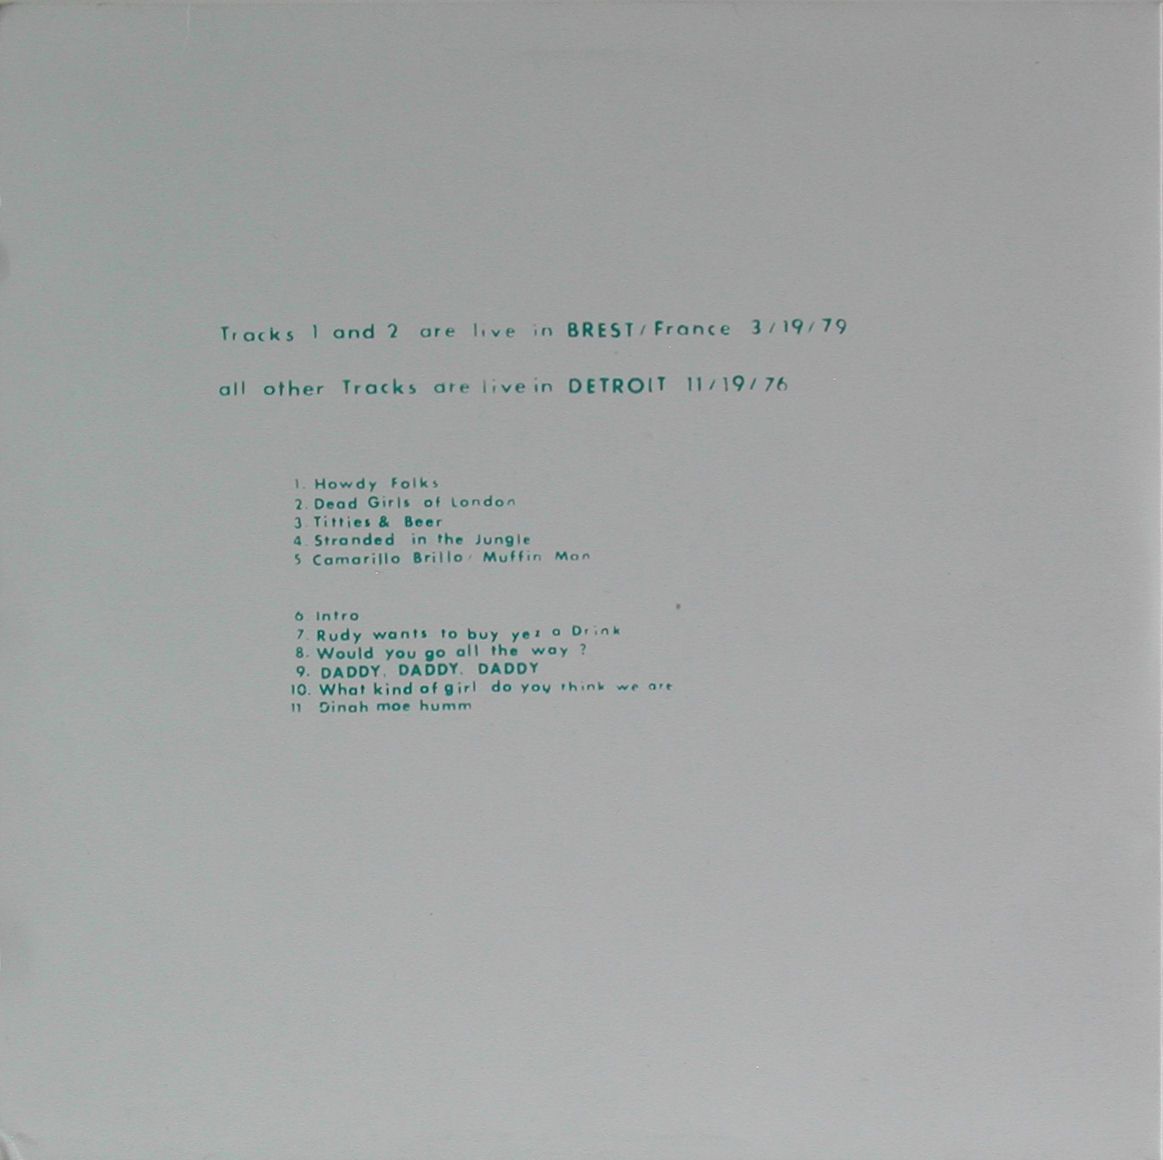 Tracks 1 and 2 are live in BREST/France 3/19/79
all other Tracks are live in DETROIT 11/19/76
1. Howdy Folks
2. Dead Girls of London
3. Titties & Beer
4. Stranded in the Jungle
5 Camarillo Brillo/Muffin Man
6 Intro
7. Rudy wants to buy yez a Drink
8. Would you go all the way ?
9. DADDY, DADDY, DADDY
10. What kind of girl do you think we are
11 Dinah moe humm